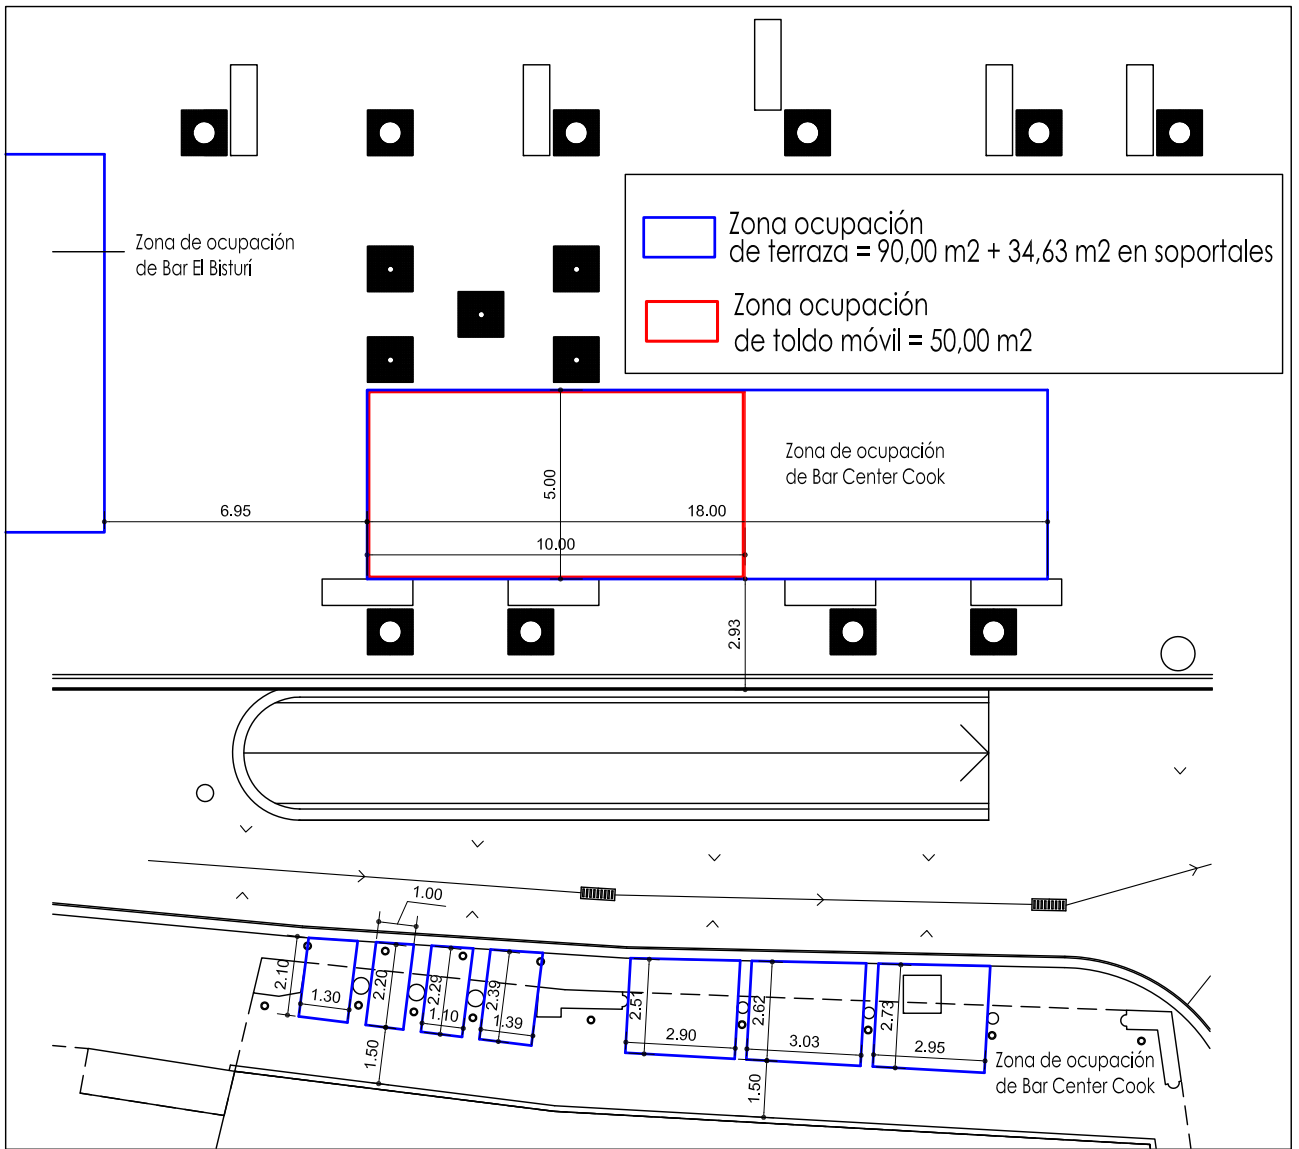 Zona ocupación
de terraza = 90,00 m2 + 34,63 m2 en soportales
Zona ocupación
de toldo móvil = 50,00 m2
Zona de ocupación
de Bar El Bisturí
Zona de ocupación
de Bar Center Cook
5.00
6.95
18.00
10.00
2.93
1.00
2.10
1.30
2.20
2.29
1.10
2.39
1.39
1.50
2.51
2.90
2.62
3.03
2.73
2.95
1.50
Zona de ocupación
de Bar Center Cook